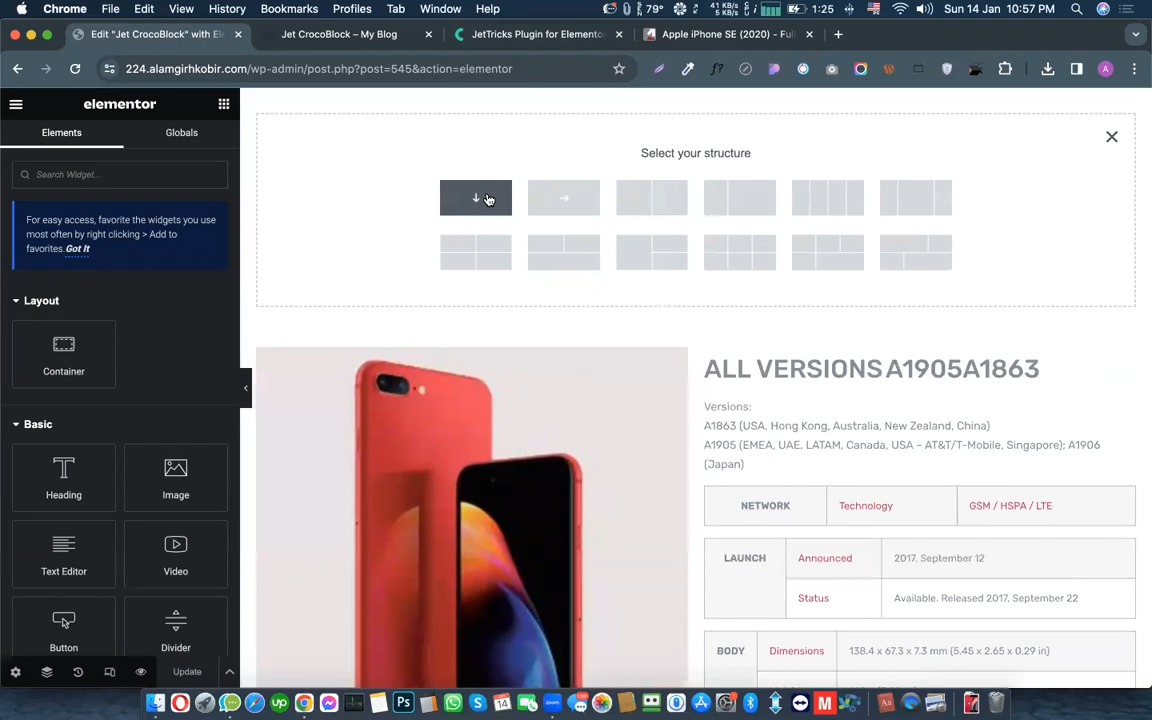 Chrome File Edit View History Bookmarks Profiles Tab Window Help 79° 41 KB/s 5 KB/s 1:25 Sun 14 Jan 10:57 PM
Edit "Jet CrocoBlock" with El Jet CrocoBlock – My Blog JetTricks Plugin for Elemento Apple iPhone SE (2020) - Full
224.alamgirhkobir.com/wp-admin/post.php?post=545&action=elementor
elementor
Elements Globals
Search Widget...
For easy access, favorite the widgets you use
most often by right clicking > Add to
favorites. Got It
Layout
Container
Basic
Heading Image
Text Editor Video
Button Divider
Update
Select your structure
ALL VERSIONS A1905A1863
Versions:
A1863 (USA, Hong Kong, Australia, New Zealand, China)
A1905 (EMEA, UAE, LATAM, Canada, USA – AT&T/T-Mobile, Singapore); A1906
(Japan)
NETWORK Technology GSM / HSPA / LTE
LAUNCH Announced 2017, September 12
Status Available. Released 2017, September 22
BODY Dimensions 138.4 x 67.3 x 7.3 mm (5.45 x 2.65 x 0.29 in)